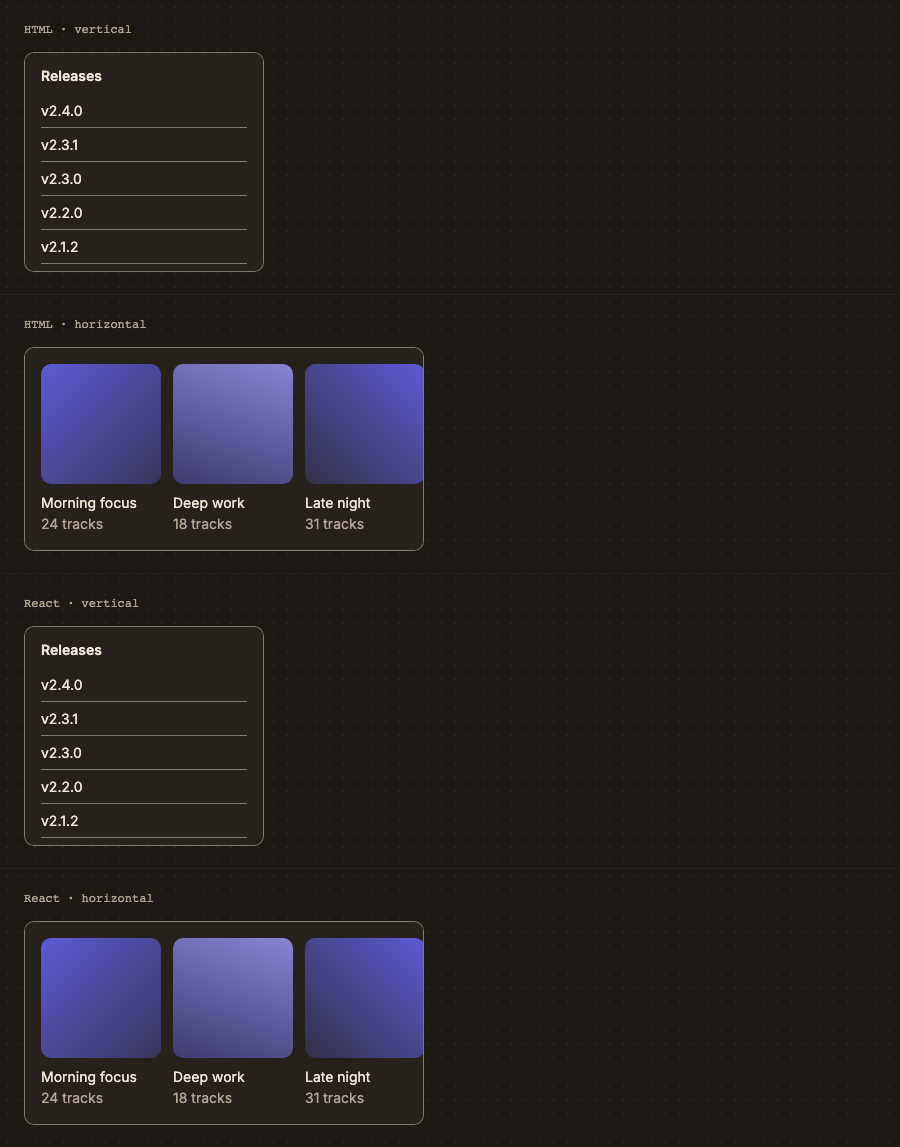 HTML · vertical
Releases
v2.4.0
v2.3.1
v2.3.0
v2.2.0
v2.1.2
HTML · horizontal
Morning focus
24 tracks
Deep work
18 tracks
Late night
31 tracks
React · vertical
Releases
v2.4.0
v2.3.1
v2.3.0
v2.2.0
v2.1.2
React · horizontal
Morning focus
24 tracks
Deep work
18 tracks
Late night
31 tracks